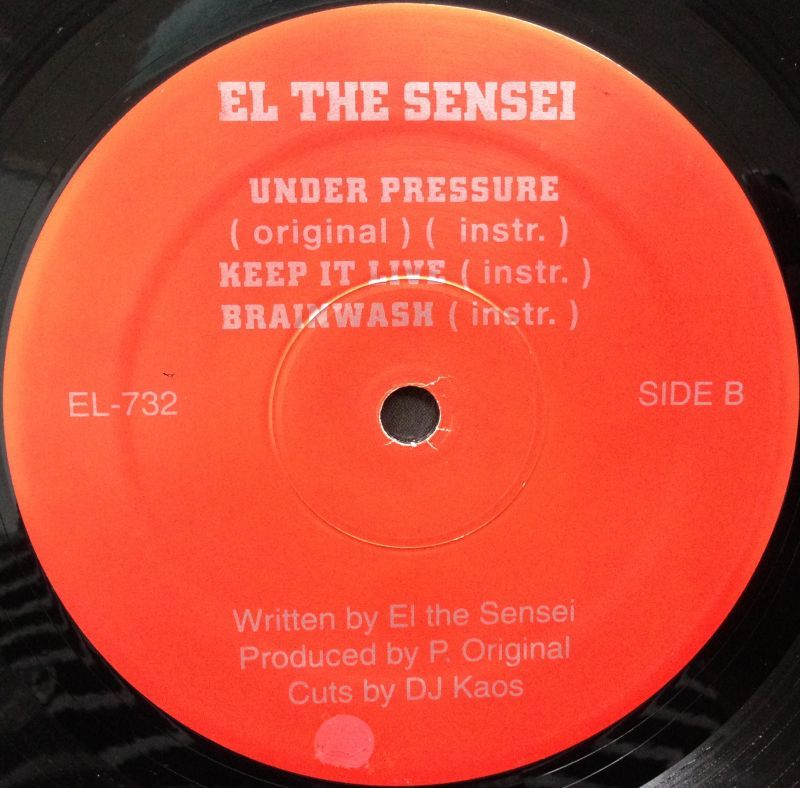 EL THE SENSEI
UNDER PRESSURE
( original ) ( instr. )
KEEP IT LIVE ( instr. )
BRAINWASH ( instr. )
EL-732
SIDE B
Written by El the Sensei
Produced by P. Original
Cuts by DJ Kaos